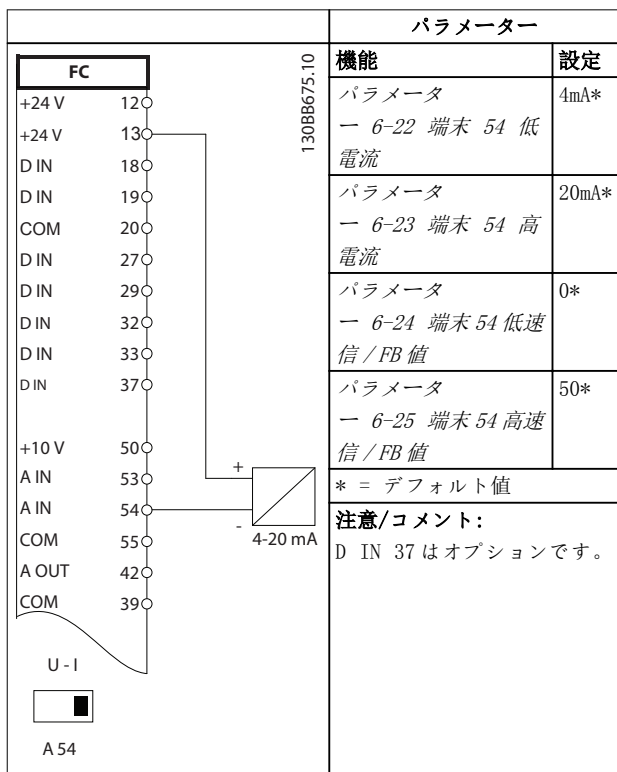 パラメーター
FC
130BB675.10
機能 設定
+24 V 12
+24 V 13
D IN 18
D IN 19
COM 20
D IN 27
D IN 29
D IN 32
D IN 33
D IN 37
+10 V 50
A IN 53
A IN 54
COM 55
A OUT 42
COM 39
U - I
A 54
+
-
4-20 mA
パラメータ 4mA*
ー 6-22 端末 54 低
電流
パラメータ 20mA*
ー 6-23 端末 54 高
電流
パラメータ 0*
ー 6-24 端末 54 低速
信 / FB 値
パラメータ 50*
ー 6-25 端末 54 高速
信 / FB 値
* = デフォルト値
注意/コメント:
D IN 37 はオプションです。